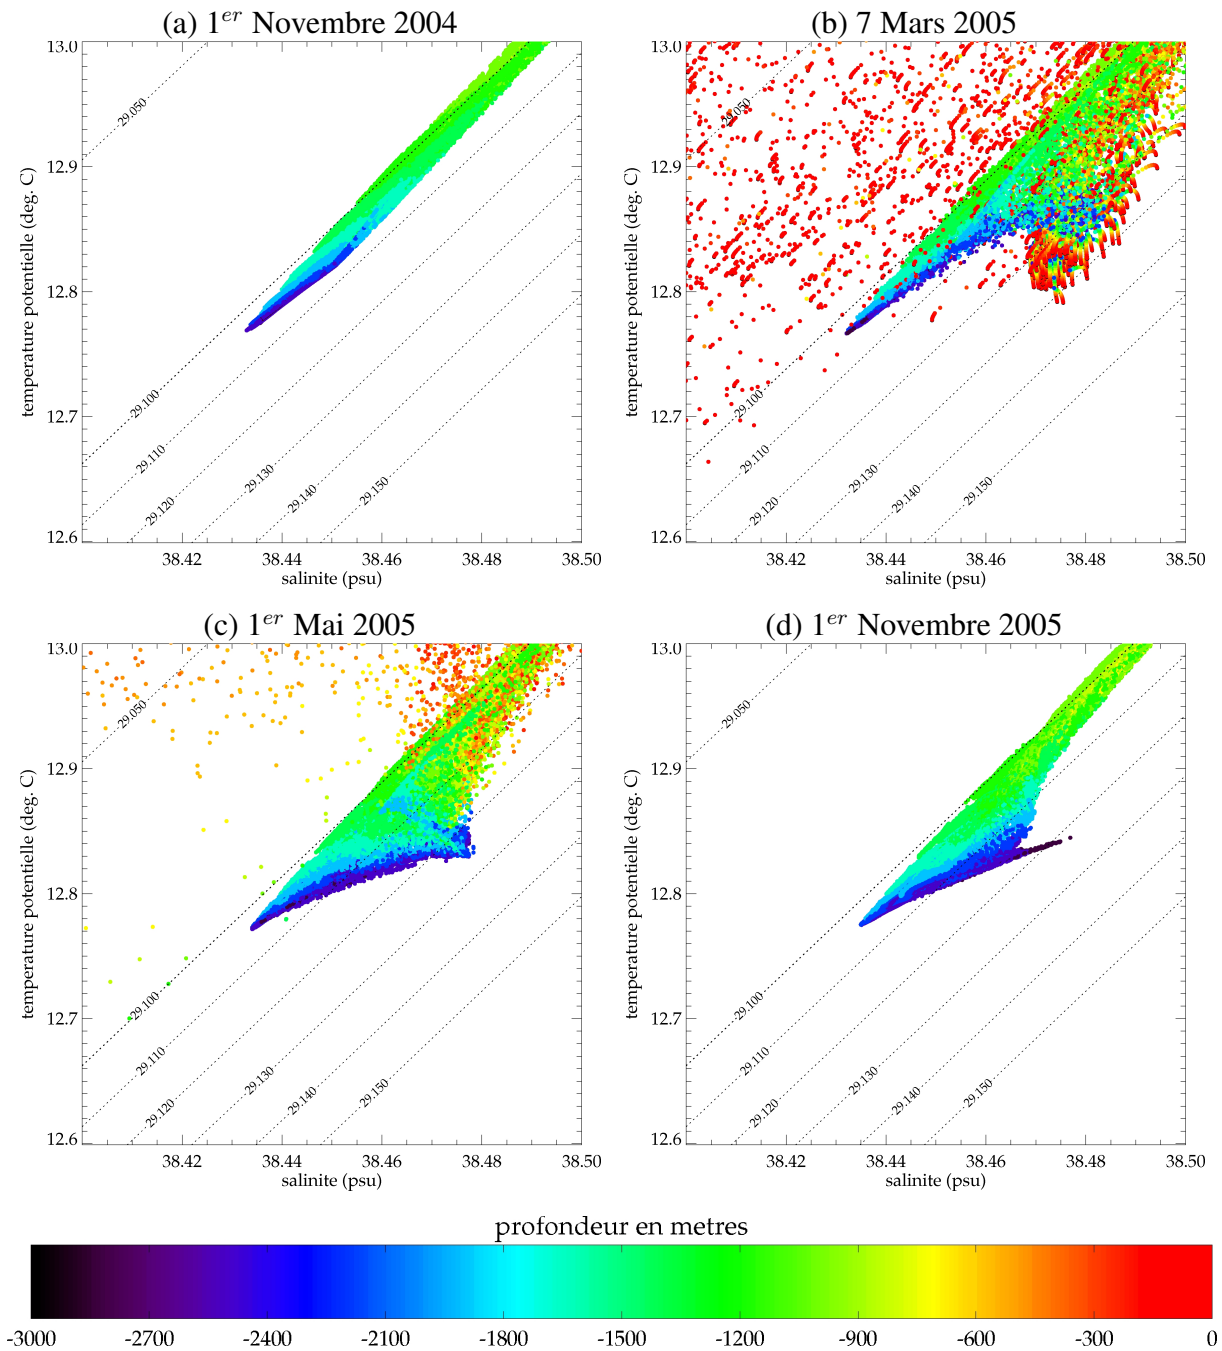 (a) 1er Novembre 2004
(b) 7 Mars 2005
13.0
12.9
12.8
12.7
12.6
temperature potentielle (deg. C)
29.050
29.100
29.110
29.120
29.130
29.140
29.150
38.42 38.44 38.46 38.48 38.50
salinite (psu)
13.0
12.9
12.8
12.7
12.6
temperature potentielle (deg. C)
29.050
29.100
29.110
29.120
29.130
29.140
29.150
38.42 38.44 38.46 38.48 38.50
salinite (psu)
(c) 1er Mai 2005
(d) 1er Novembre 2005
13.0
12.9
12.8
12.7
12.6
temperature potentielle (deg. C)
29.050
29.100
29.110
29.120
29.130
29.140
29.150
38.42 38.44 38.46 38.48 38.50
salinite (psu)
13.0
12.9
12.8
12.7
12.6
temperature potentielle (deg. C)
29.050
29.100
29.110
29.120
29.130
29.140
29.150
38.42 38.44 38.46 38.48 38.50
salinite (psu)
profondeur en metres
-3000 -2700 -2400 -2100 -1800 -1500 -1200 -900 -600 -300 0